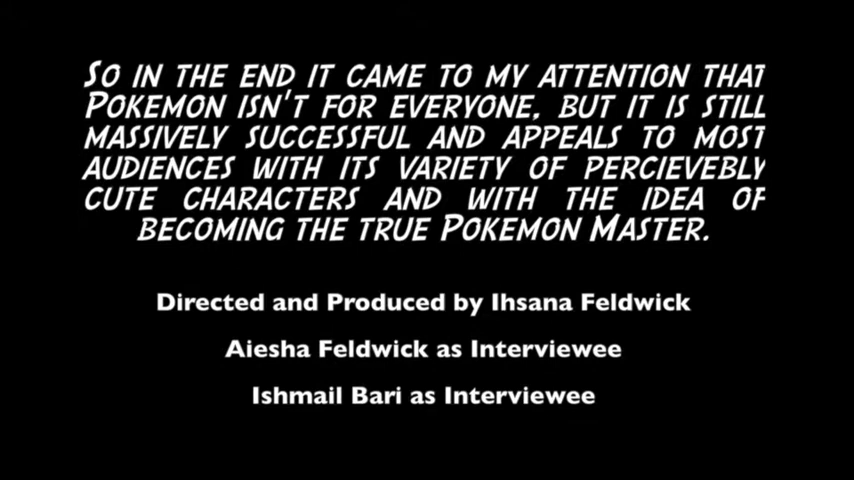 So in the end it came to my attention that
Pokemon isn't for everyone, but it is still
massively successful and appeals to most
audiences with its variety of percievebly
cute characters and with the idea of
becoming the true Pokemon Master.
Directed and Produced by Ihsana Feldwick
Aiesha Feldwick as Interviewee
Ishmail Bari as Interviewee